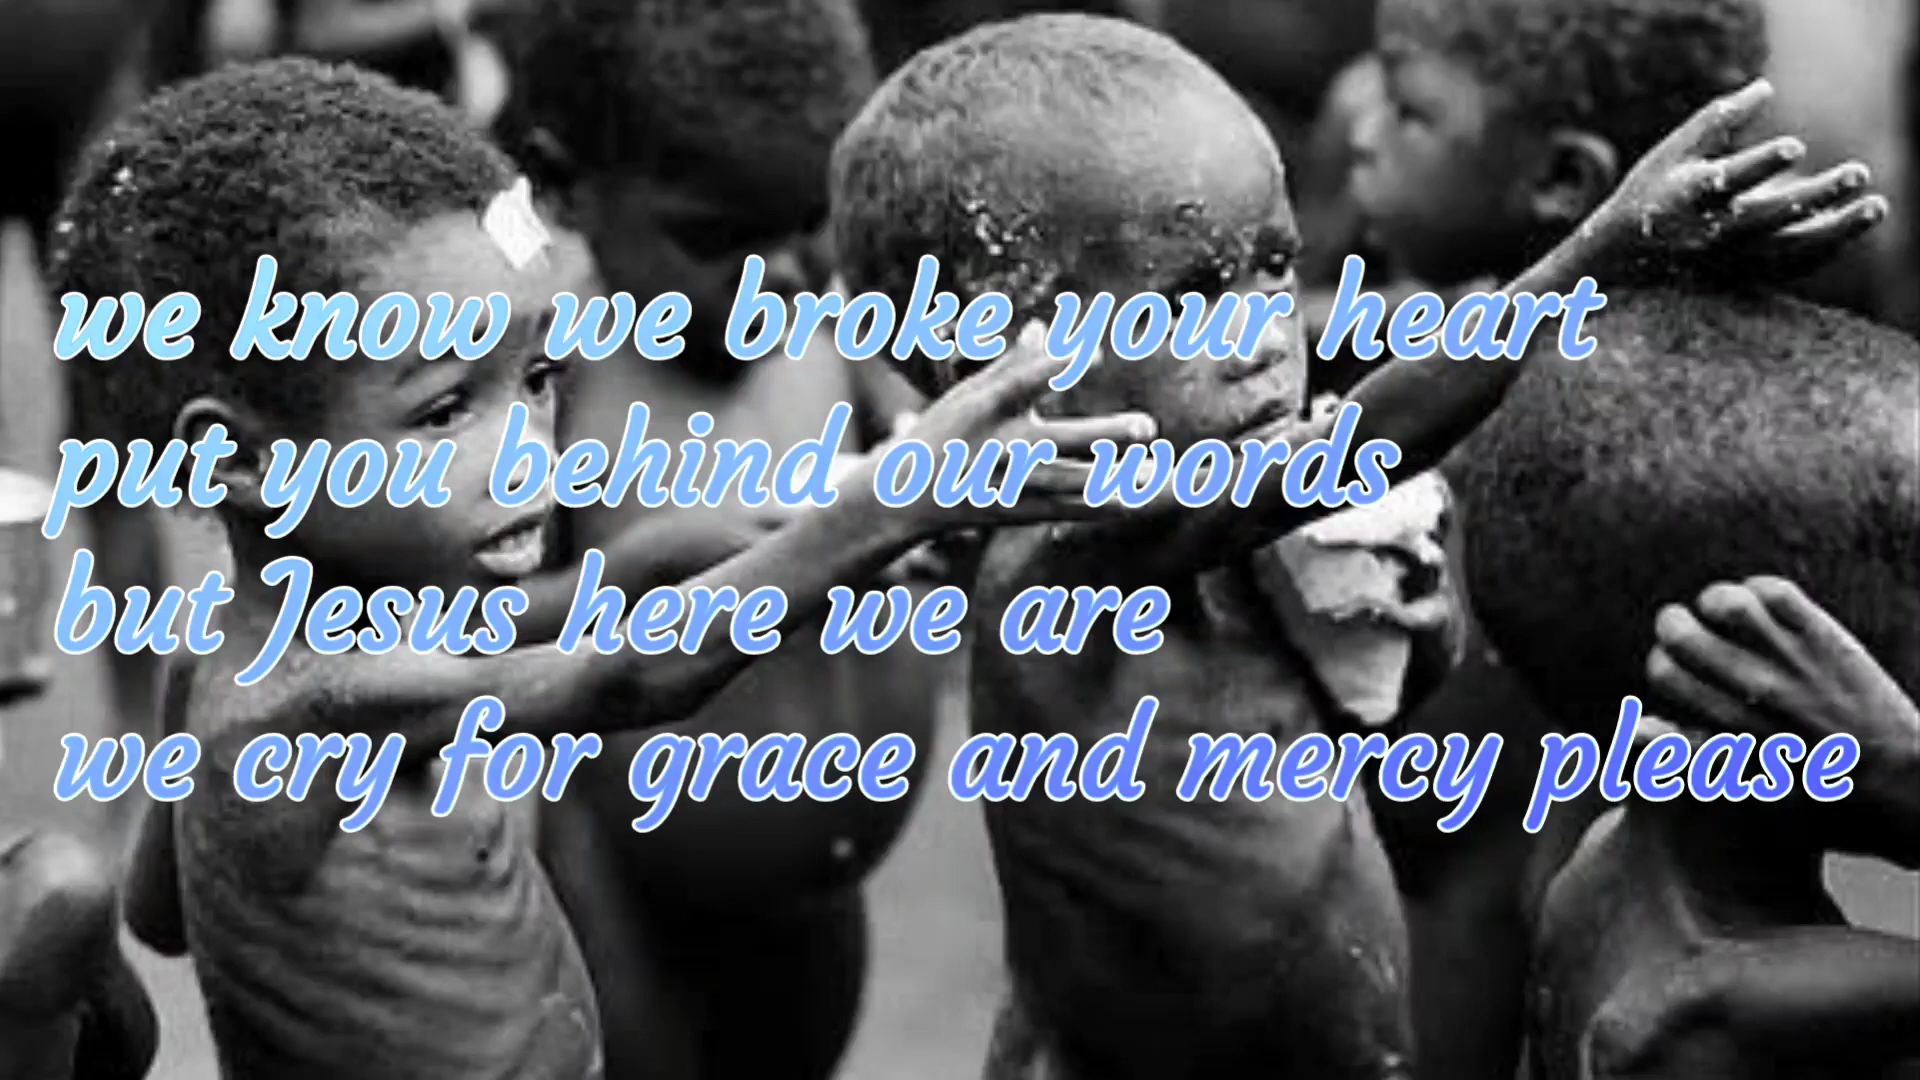 we know we broke your heart
put you behind our words
but Jesus here we are
we cry for grace and mercy please